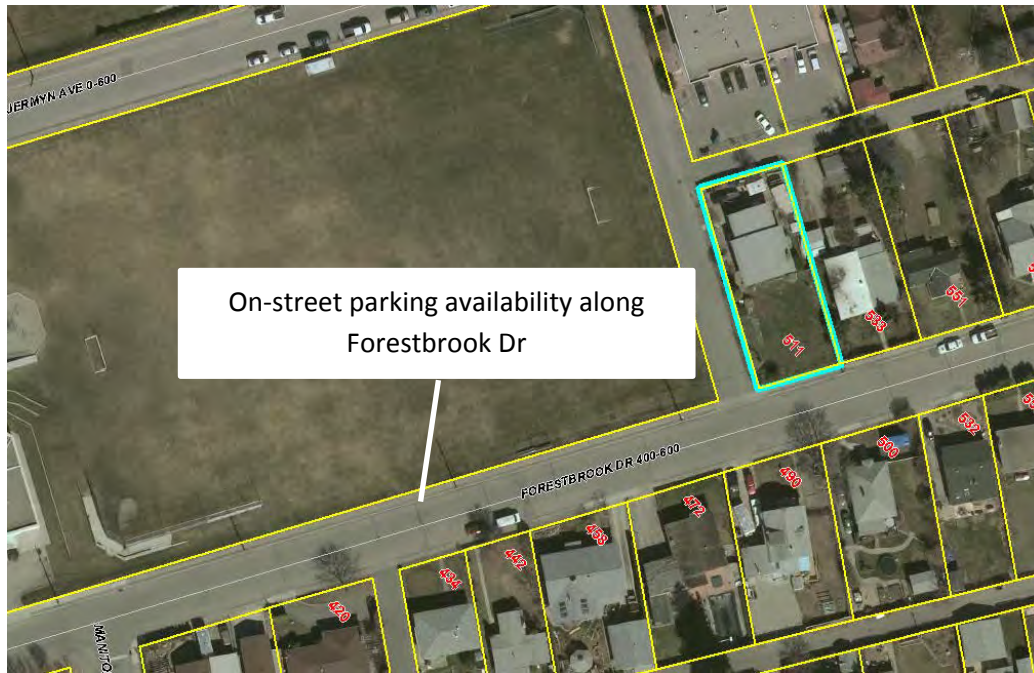 JERMYN AVE 0-600
551
533
511
On-street parking availability along
Forestbrook Dr
532
500
FORESTBROOK DR 400-600
490
472
458
442
434
420
MANITO